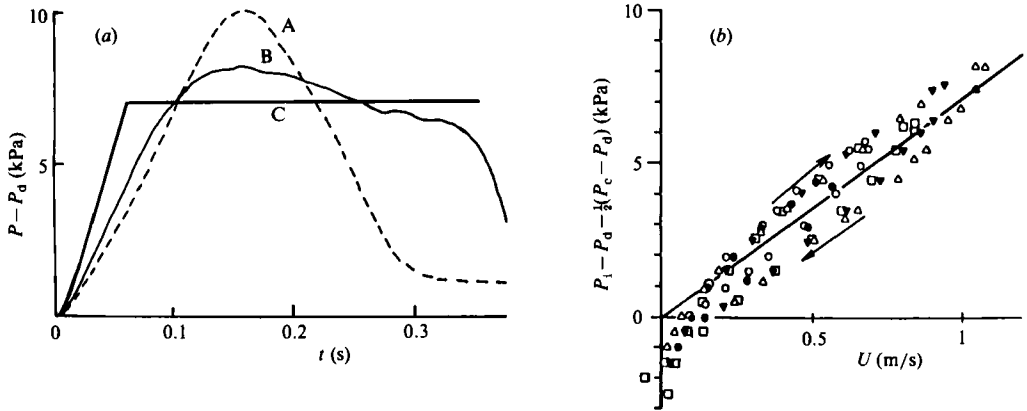 10
(a)
A
B
C
5
P − P_d (kPa)
0
0.1
0.2
0.3
t (s)
10
(b)
5
0
P_i − P_d − ½(P_c − P_d) (kPa)
0.5
1
U (m/s)